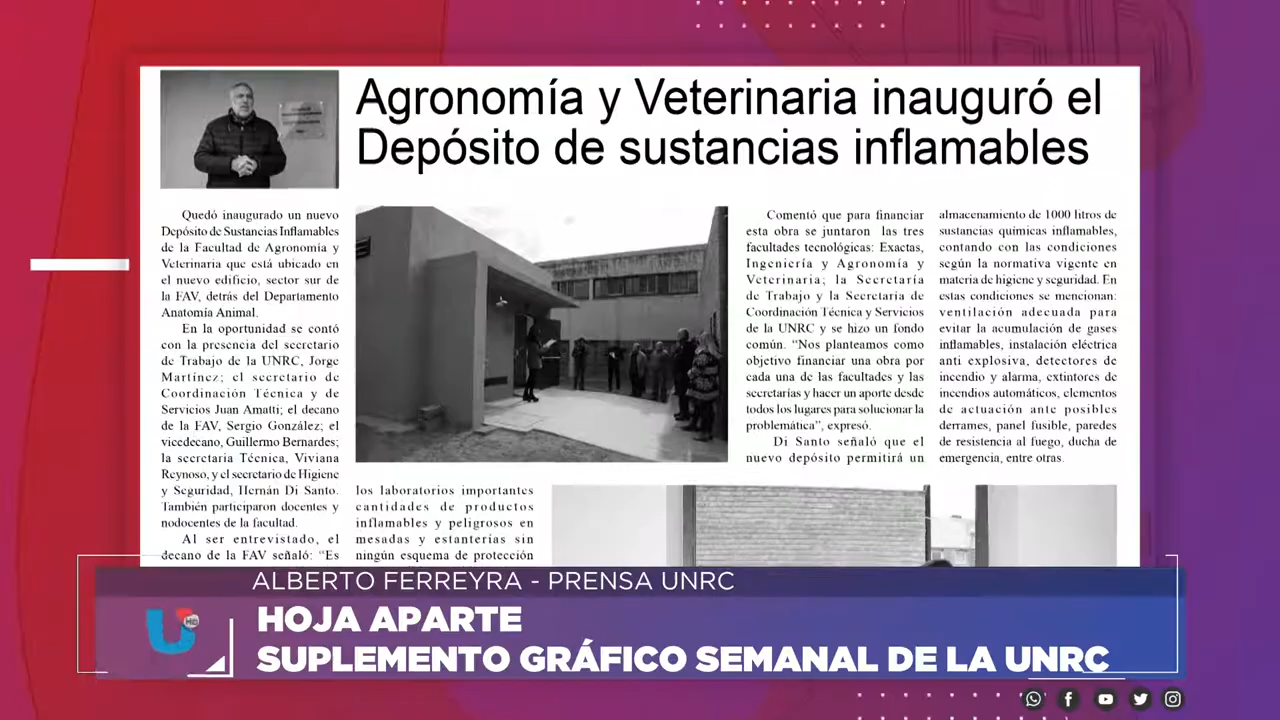 Agronomía y Veterinaria inauguró el
Depósito de sustancias inflamables
Quedó inaugurado un nuevo
Depósito de Sustancias Inflamables
de la Facultad de Agronomía y
Veterinaria que está ubicado en
el nuevo edificio, sector sur de
la FAV, detrás del Departamento
Anatomía Animal.
En la oportunidad se contó
con la presencia del secretario
de Trabajo de la UNRC, Jorge
Martínez; el secretario de
Coordinación Técnica y de
Servicios Juan Amatti; el decano
de la FAV, Sergio González; el
vicedecano, Guillermo Bernardes;
la secretaria Técnica, Viviana
Reynoso, y el secretario de Higiene
y Seguridad, Hernán Di Santo.
También participaron docentes y
nodocentes de la facultad.
Al ser entrevistado, el
decano de la FAV señaló: “Es
los laboratorios importantes
cantidades de productos
inflamables y peligrosos en
mesadas y estanterías sin
ningún esquema de protección
Comentó que para financiar
esta obra se juntaron las tres
facultades tecnológicas: Exactas,
Ingeniería y Agronomía y
Veterinaria; la Secretaría
de Trabajo y la Secretaria de
Coordinación Técnica y Servicios
de la UNRC y se hizo un fondo
común. “Nos planteamos como
objetivo financiar una obra por
cada una de las facultades y las
secretarías y hacer un aporte desde
todos los lugares para solucionar la
problemática”, expresó.
Di Santo señaló que el
nuevo depósito permitirá un
almacenamiento de 1000 litros de
sustancias químicas inflamables,
contando con las condiciones
según la normativa vigente en
materia de higiene y seguridad. En
estas condiciones se mencionan:
ventilación adecuada para
evitar la acumulación de gases
inflamables, instalación eléctrica
anti explosiva, detectores de
incendio y alarma, extintores de
incendios automáticos, elementos
de actuación ante posibles
derrames, panel fusible, paredes
de resistencia al fuego, ducha de
emergencia, entre otras.
ALBERTO FERREYRA - PRENSA UNRC
HOJA APARTE
SUPLEMENTO GRÁFICO SEMANAL DE LA UNRC
U HD